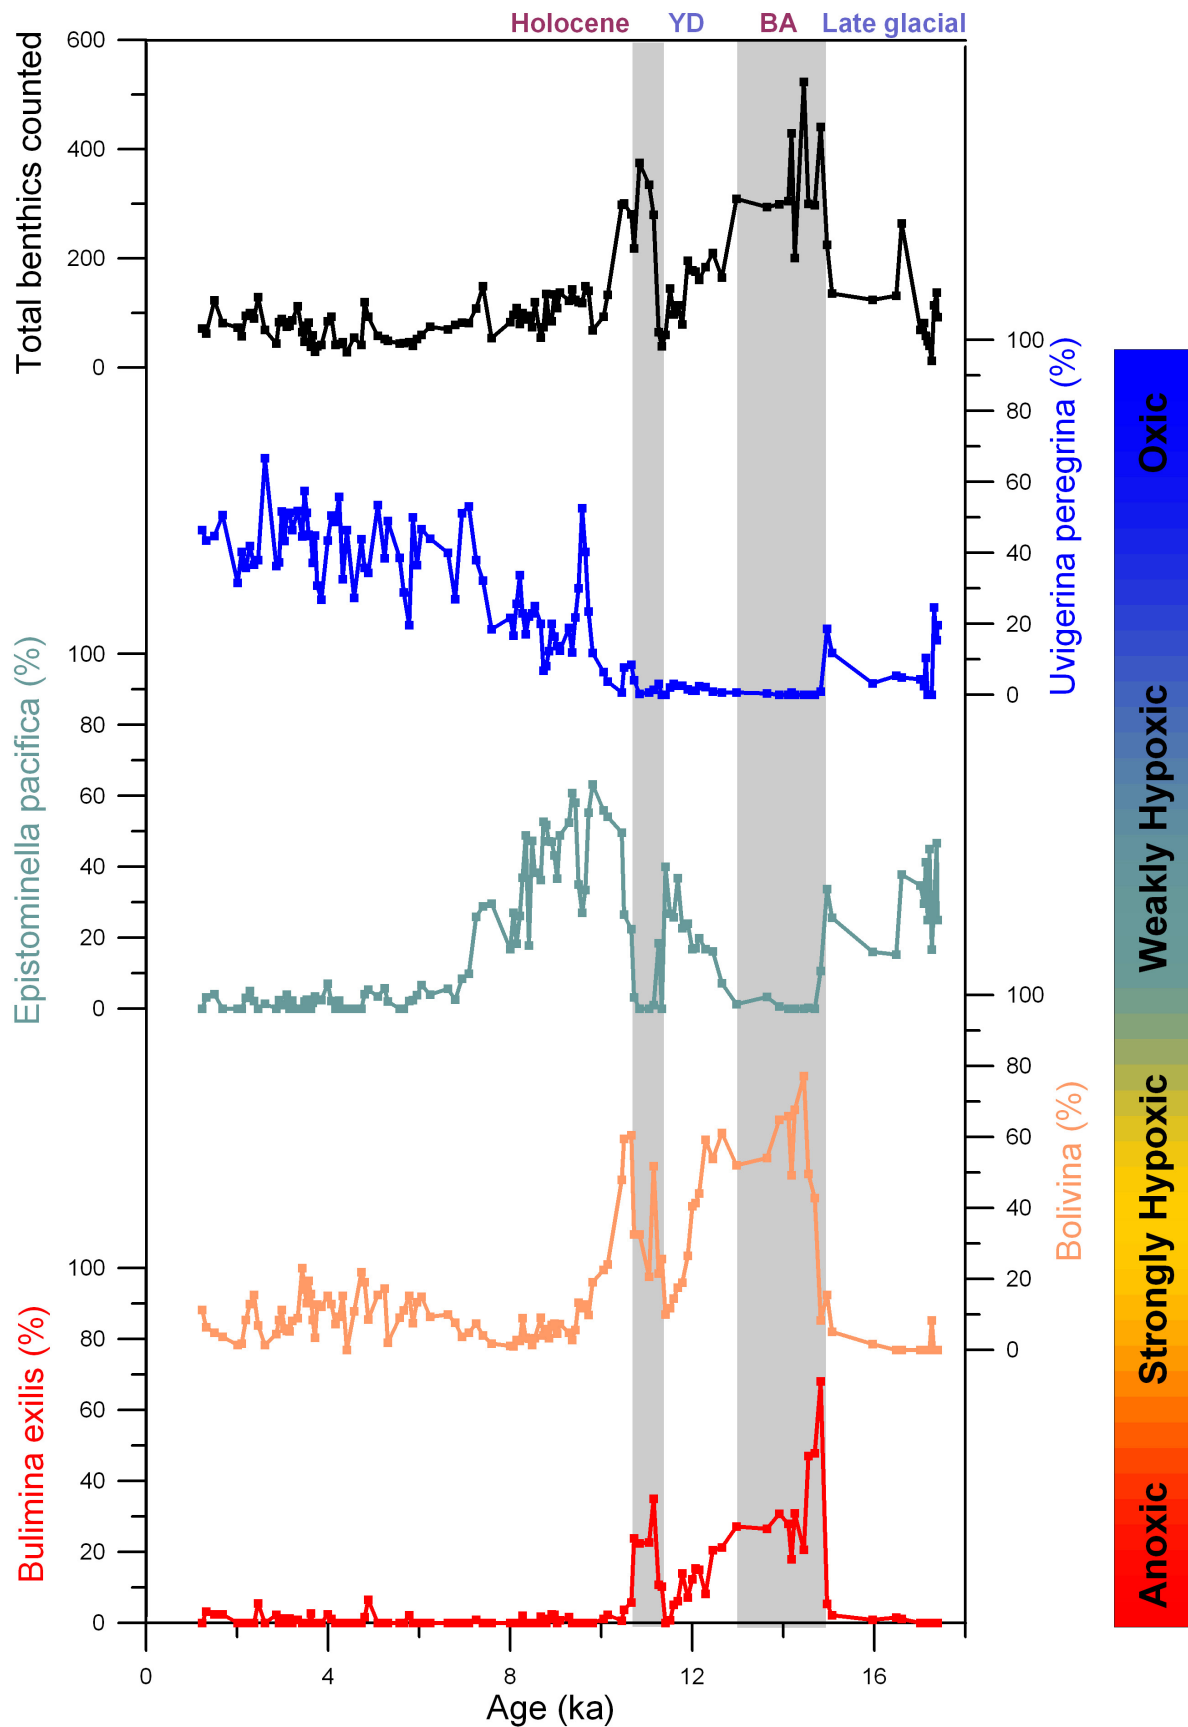 Holocene YD BA Late glacial
Total benthics counted
600
400
200
0
Uvigerina peregrina (%)
100
80
60
40
20
0
Epistominella pacifica (%)
100
80
60
40
20
0
Bolivina (%)
100
80
60
40
20
0
Bulimina exilis (%)
100
80
60
40
20
0
0 4 8 12 16
Age (ka)
Oxic
Weakly Hypoxic
Strongly Hypoxic
Anoxic